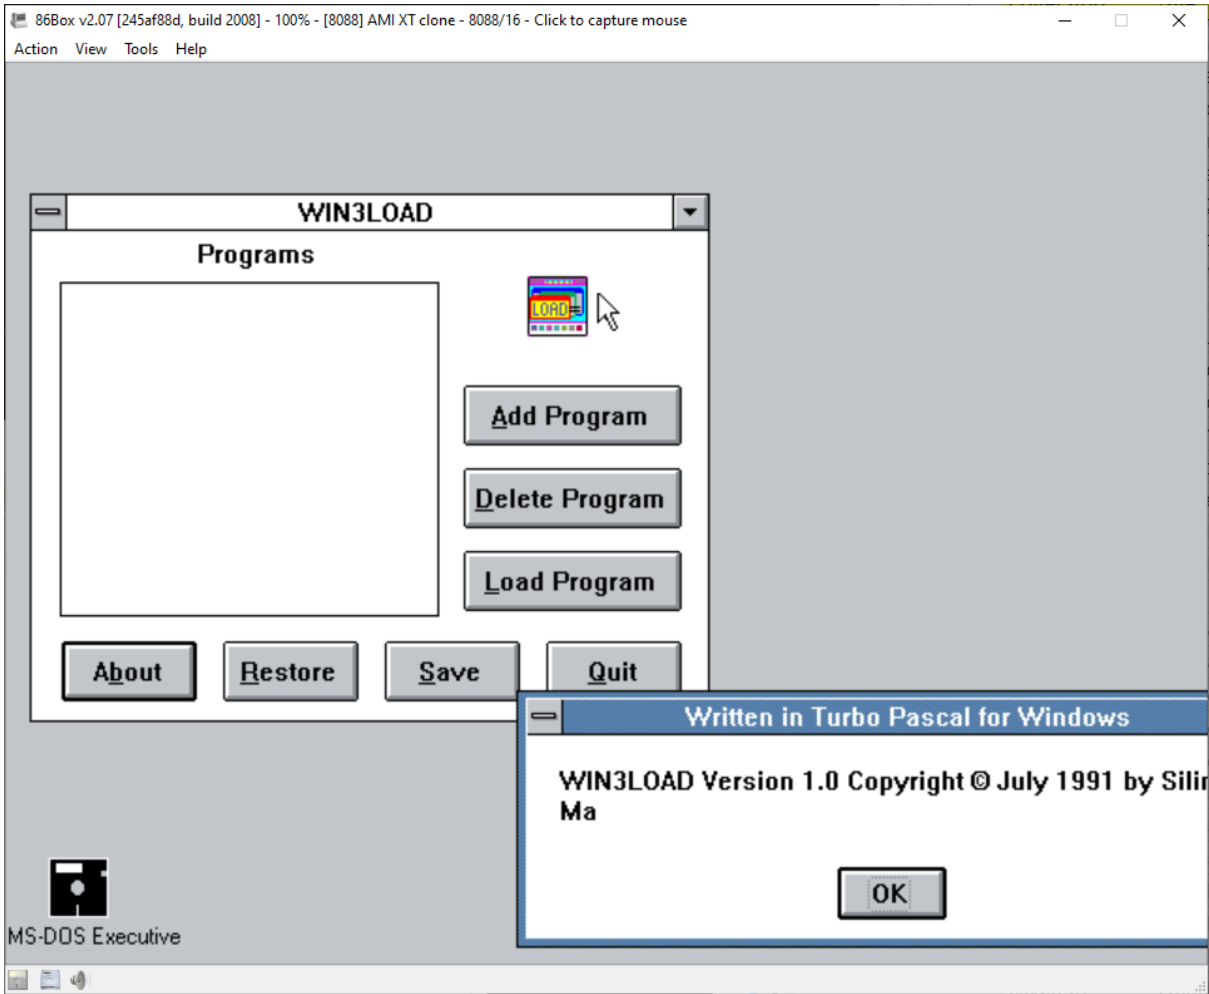 86Box v2.07 [245af88d, build 2008] - 100% - [8088] AMI XT clone - 8088/16 - Click to capture mouse
Action View Tools Help
WIN3LOAD
Programs
LOAD
Add Program
Delete Program
Load Program
About Restore Save Quit
Written in Turbo Pascal for Windows
WIN3LOAD Version 1.0 Copyright © July 1991 by
Ma
OK
MS-DOS Executive